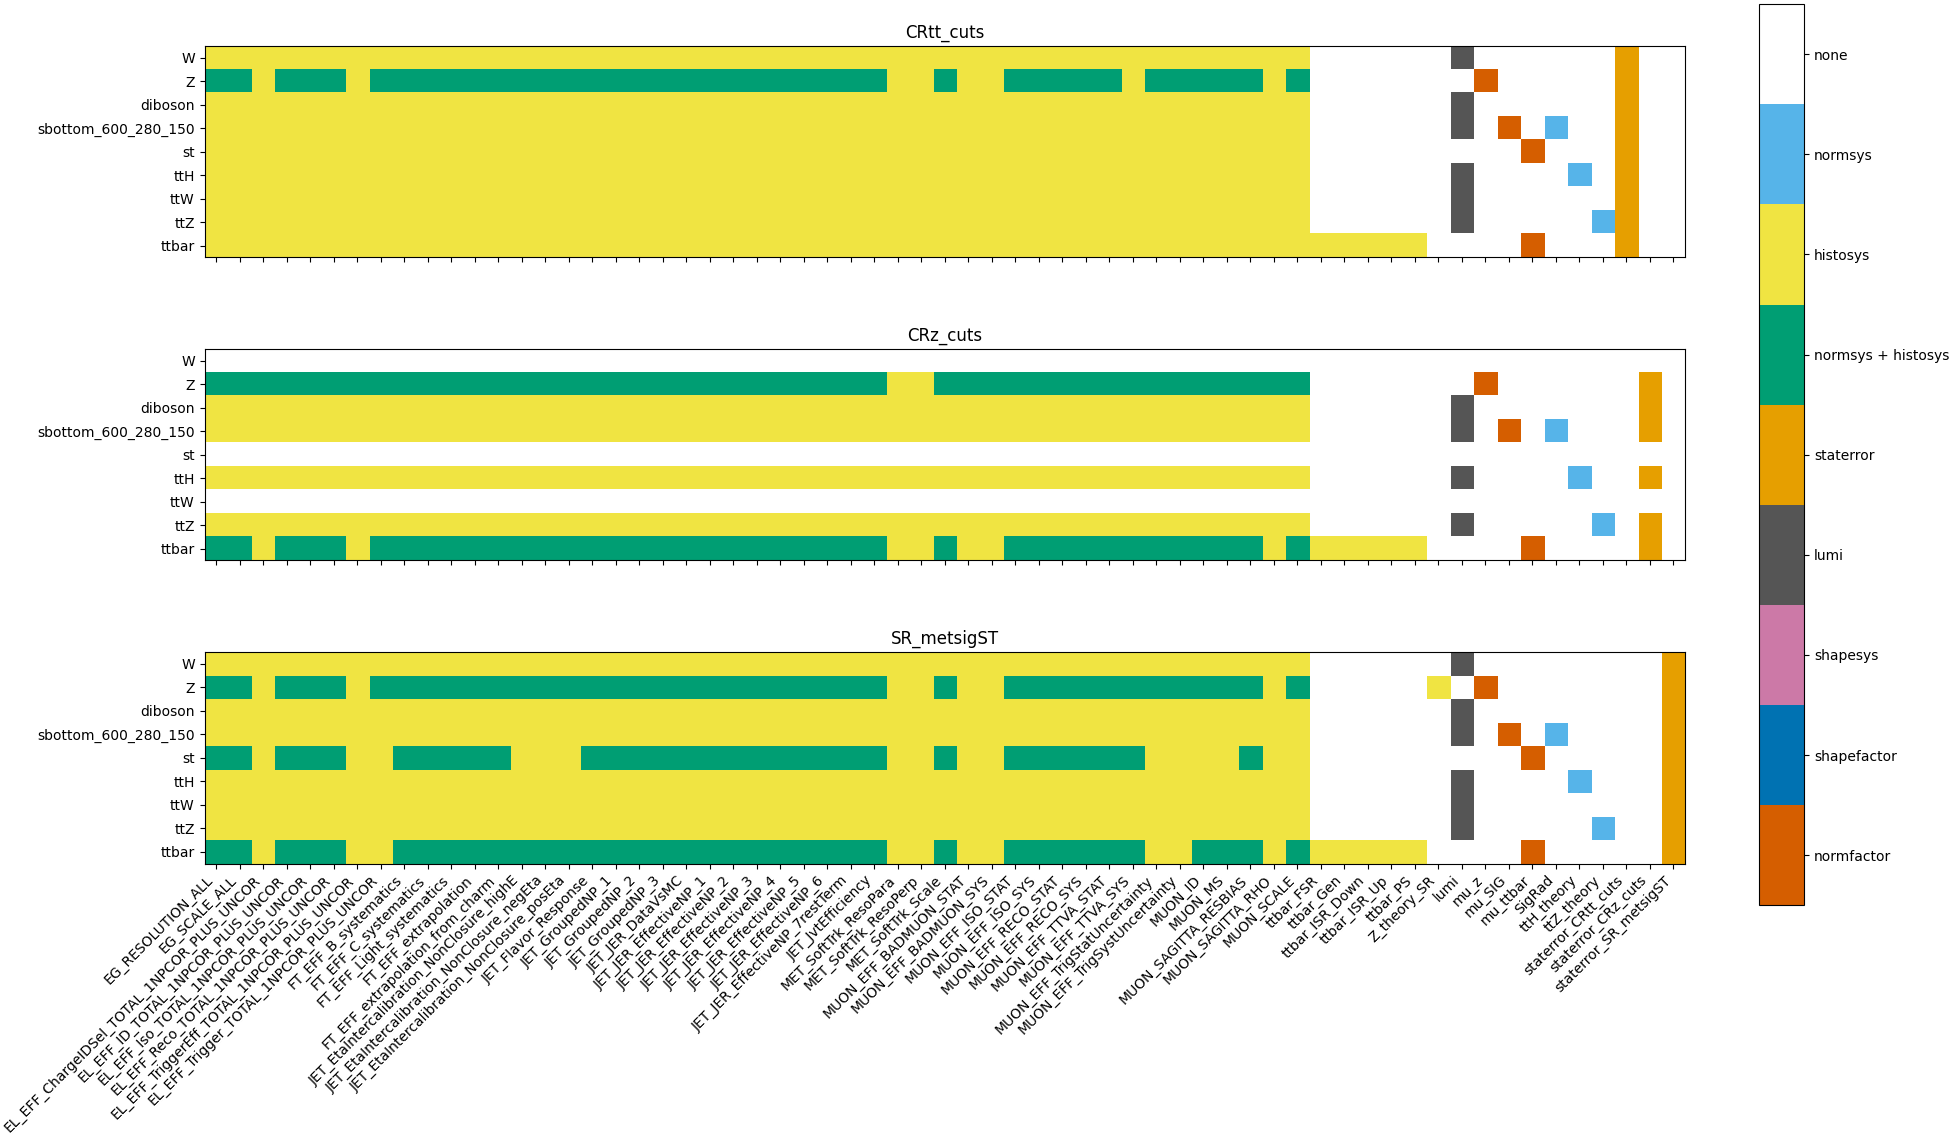 CRtt_cuts
W
Z
diboson
sbottom_600_280_150
st
ttH
ttW
ttZ
ttbar
CRz_cuts
W
Z
diboson
sbottom_600_280_150
st
ttH
ttW
ttZ
ttbar
SR_metsigST
W
Z
diboson
sbottom_600_280_150
st
ttH
ttW
ttZ
ttbar
EG_RESOLUTION_ALL
EG_SCALE_ALL
EL_EFF_ChargeIDSel_TOTAL_1NPCOR_PLUS_UNCOR
EL_EFF_ID_TOTAL_1NPCOR_PLUS_UNCOR
EL_EFF_Iso_TOTAL_1NPCOR_PLUS_UNCOR
EL_EFF_Reco_TOTAL_1NPCOR_PLUS_UNCOR
EL_EFF_TriggerEff_TOTAL_1NPCOR_PLUS_UNCOR
EL_EFF_Trigger_TOTAL_1NPCOR_PLUS_UNCOR
FT_EFF_B_systematics
FT_EFF_C_systematics
FT_EFF_Light_systematics
FT_EFF_extrapolation
FT_EFF_extrapolation_from_charm
JET_EtaIntercalibration_NonClosure_highE
JET_EtaIntercalibration_NonClosure_negEta
JET_EtaIntercalibration_NonClosure_posEta
JET_Flavor_Response
JET_GroupedNP_1
JET_GroupedNP_2
JET_GroupedNP_3
JET_JER_DataVsMC
JET_JER_EffectiveNP_1
JET_JER_EffectiveNP_2
JET_JER_EffectiveNP_3
JET_JER_EffectiveNP_4
JET_JER_EffectiveNP_5
JET_JER_EffectiveNP_6
JET_JER_EffectiveNP_7restTerm
JET_JvtEfficiency
MET_SoftTrk_ResoPara
MET_SoftTrk_ResoPerp
MET_SoftTrk_Scale
MUON_EFF_BADMUON_STAT
MUON_EFF_BADMUON_SYS
MUON_EFF_ISO_STAT
MUON_EFF_ISO_SYS
MUON_EFF_RECO_STAT
MUON_EFF_RECO_SYS
MUON_EFF_TTVA_STAT
MUON_EFF_TTVA_SYS
MUON_EFF_TrigStatUncertainty
MUON_EFF_TrigSystUncertainty
MUON_ID
MUON_MS
MUON_SAGITTA_RESBIAS
MUON_SAGITTA_RHO
MUON_SCALE
ttbar_FSR
ttbar_Gen
ttbar_ISR_Down
ttbar_ISR_Up
ttbar_PS
Z_theory_SR
lumi
mu_z
mu_SIG
mu_ttbar
SigRad
ttH_theory
ttZ_theory
staterror_CRtt_cuts
staterror_CRz_cuts
staterror_SR_metsigST
none
normsys
histosys
normsys + histosys
staterror
lumi
shapesys
shapefactor
normfactor